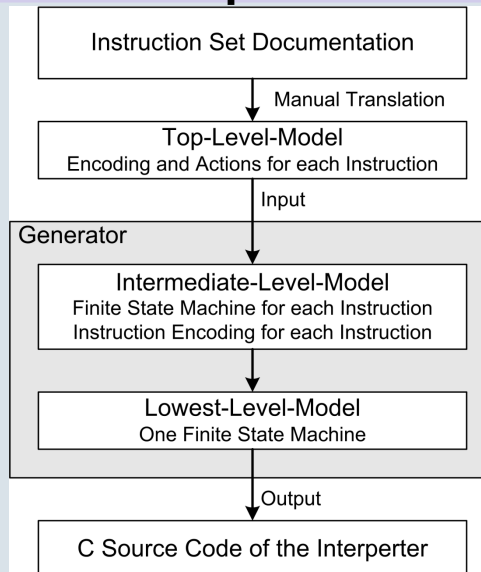 Instruction Set Documentation
Manual Translation
Top-Level-Model
Encoding and Actions for each Instruction
Input
Generator
Intermediate-Level-Model
Finite State Machine for each Instruction
Instruction Encoding for each Instruction
Lowest-Level-Model
One Finite State Machine
Output
C Source Code of the Interperter